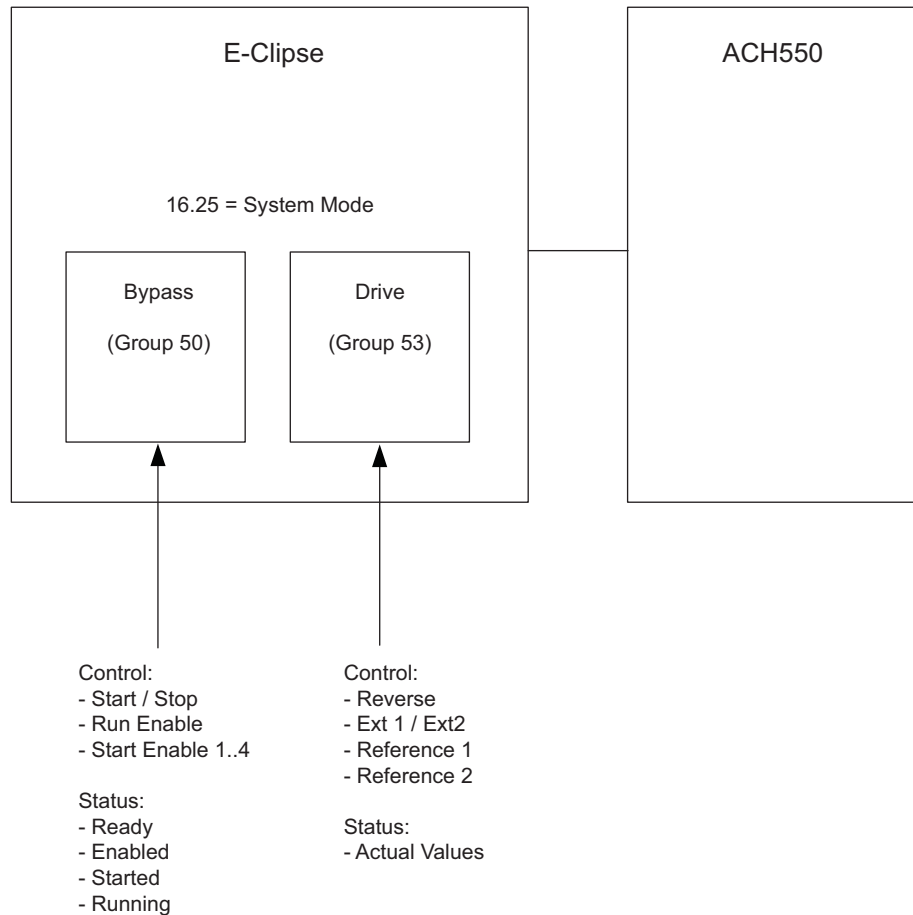 E-Clipse
ACH550
16.25 = System Mode
Bypass
(Group 50)
Drive
(Group 53)
Control:
- Start / Stop
- Run Enable
- Start Enable 1..4
Status:
- Ready
- Enabled
- Started
- Running
Control:
- Reverse
- Ext 1 / Ext2
- Reference 1
- Reference 2
Status:
- Actual Values